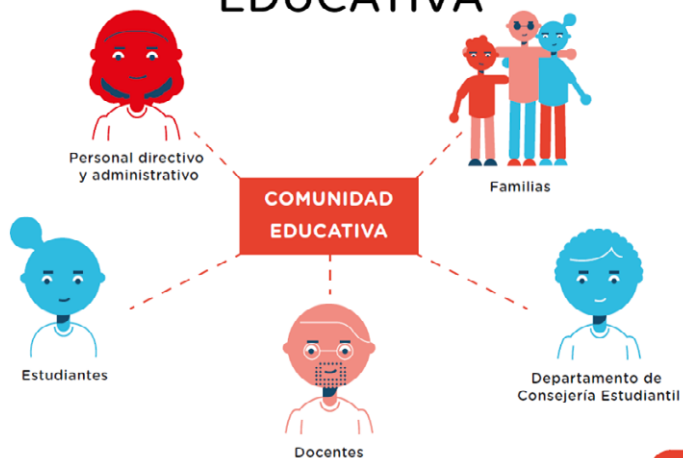 EDUCATIVA
Personal directivo
y administrativo
Familias
COMUNIDAD
EDUCATIVA
Estudiantes
Docentes
Departamento de
Consejería Estudiantil